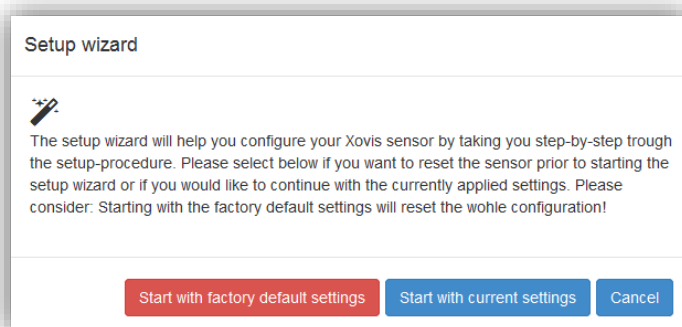 Setup wizard
The setup wizard will help you configure your Xovis sensor by taking you step-by-step trough
the setup-procedure. Please select below if you want to reset the sensor prior to starting the
setup wizard or if you would like to continue with the currently applied settings. Please
consider: Starting with the factory default settings will reset the wohle configuration!
Start with factory default settings Start with current settings Cancel